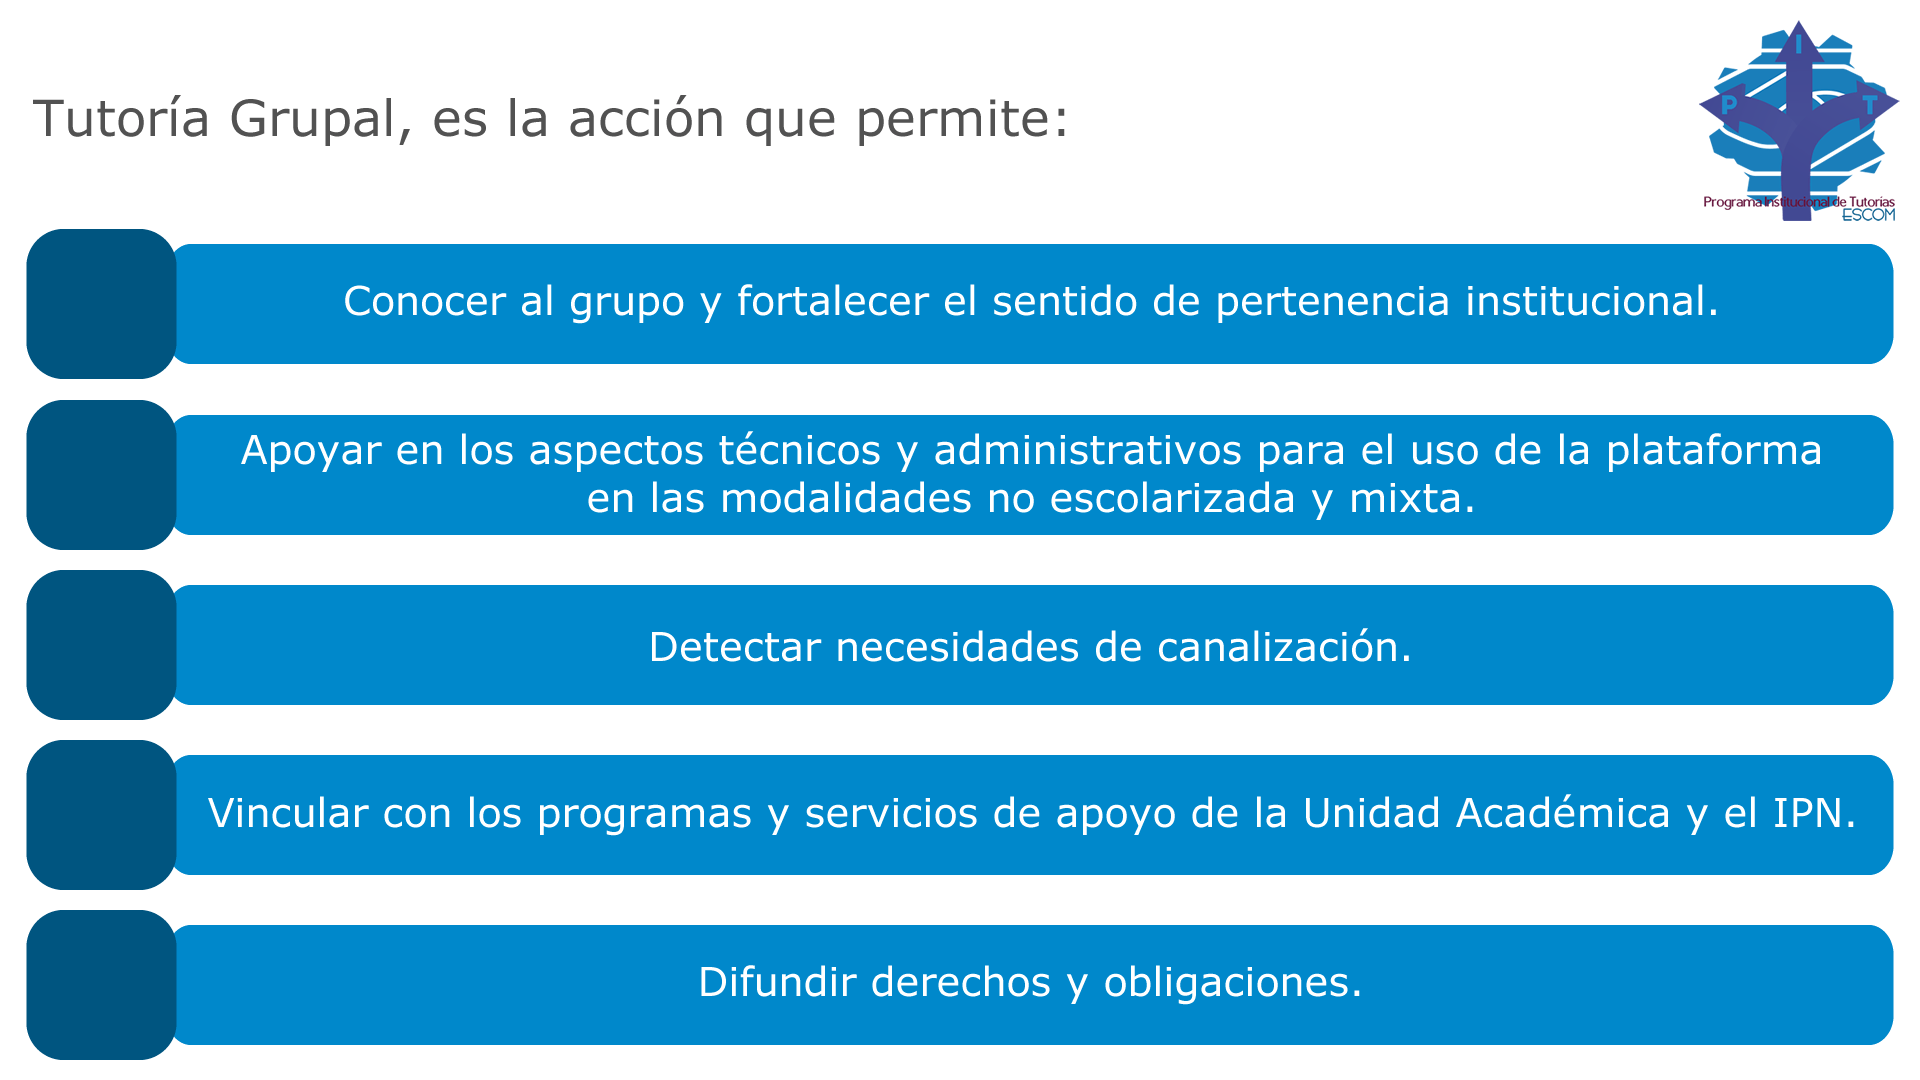 Tutoría Grupal, es la acción que permite:
I
P
T
Programa Institucional de Tutorías
ESCOM
Conocer al grupo y fortalecer el sentido de pertenencia institucional.
Apoyar en los aspectos técnicos y administrativos para el uso de la plataforma
en las modalidades no escolarizada y mixta.
Detectar necesidades de canalización.
Vincular con los programas y servicios de apoyo de la Unidad Académica y el IPN.
Difundir derechos y obligaciones.